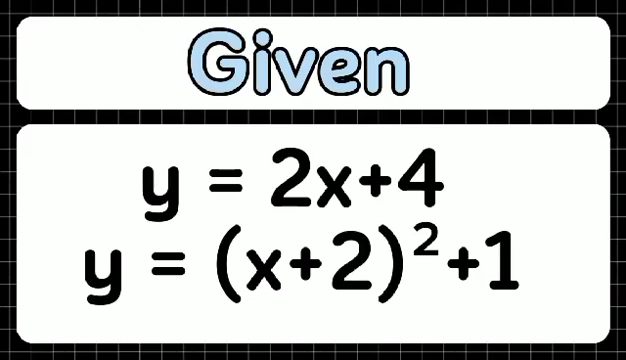 Given
y = 2x+4
y = (x+2)²+1